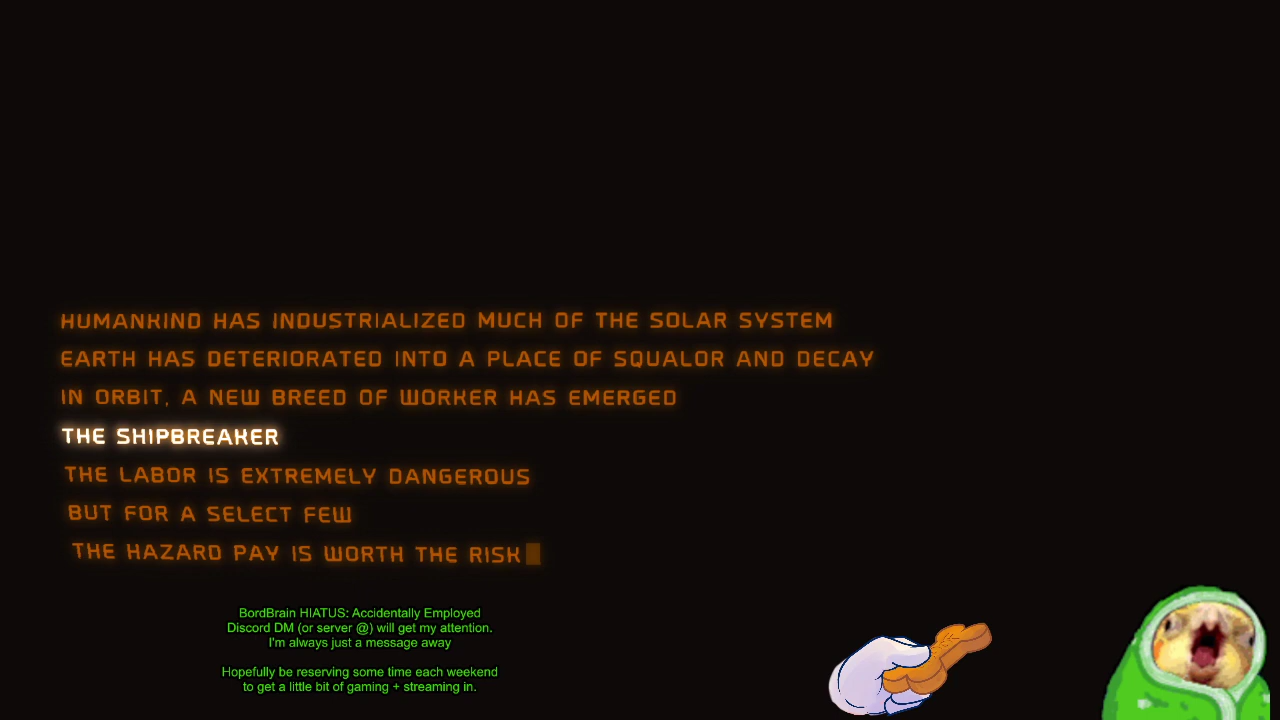 HUMANKIND HAS INDUSTRIALIZED MUCH OF THE SOLAR SYSTEM
EARTH HAS DETERIORATED INTO A PLACE OF SQUALOR AND DECAY
IN ORBIT, A NEW BREED OF WORKER HAS EMERGED
THE SHIPBREAKER
THE LABOR IS EXTREMELY DANGEROUS
BUT FOR A SELECT FEW
THE HAZARD PAY IS WORTH THE RISK
BordBrain HIATUS: Accidentally Employed
Discord DM (or server @) will get my attention.
I'm always just a message away
Hopefully be reserving some time each weekend
to get a little bit of gaming + streaming in.